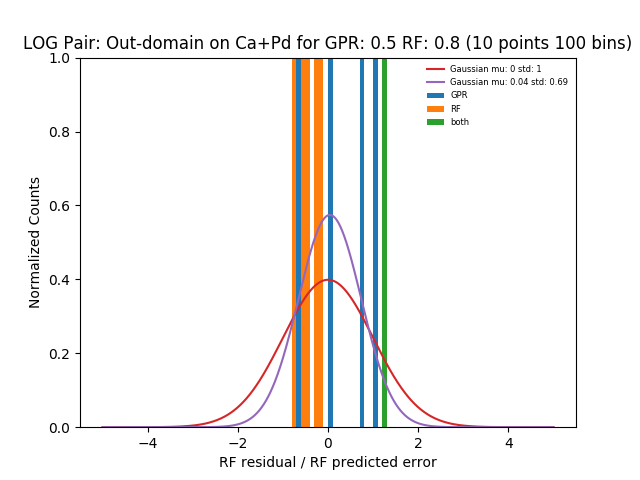 LOG Pair: Out-domain on Ca+Pd for GPR: 0.5 RF: 0.8 (10 points 100 bins)
Gaussian mu: 0 std: 1
Gaussian mu: 0.04 std: 0.69
GPR
RF
both
Normalized Counts
1.0
0.8
0.6
0.4
0.2
0.0
−4 −2 0 2 4
RF residual / RF predicted error